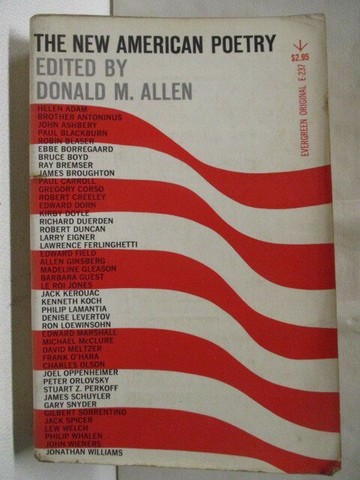 THE NEW AMERICAN POETRY
EDITED BY
DONALD M. ALLEN
$2.95
EVERGREEN ORIGINAL E-237
HELEN ADAM
BROTHER ANTONINUS
JOHN ASHBERY
PAUL BLACKBURN
ROBIN BLASER
EBBE BORREGAARD
BRUCE BOYD
RAY BREMSER
JAMES BROUGHTON
PAUL CARROLL
GREGORY CORSO
ROBERT CREELEY
EDWARD DORN
KIRBY DOYLE
RICHARD DUERDEN
ROBERT DUNCAN
LARRY EIGNER
LAWRENCE FERLINGHETTI
EDWARD FIELD
ALLEN GINSBERG
MADELINE GLEASON
BARBARA GUEST
LE ROI JONES
JACK KEROUAC
KENNETH KOCH
PHILIP LAMANTIA
DENISE LEVERTOV
RON LOEWINSOHN
EDWARD MARSHALL
MICHAEL McCLURE
DAVID MELTZER
FRANK O'HARA
CHARLES OLSON
JOEL OPPENHEIMER
PETER ORLOVSKY
STUART Z. PERKOFF
JAMES SCHUYLER
GARY SNYDER
GILBERT SORRENTINO
JACK SPICER
LEW WELCH
PHILIP WHALEN
JOHN WIENERS
JONATHAN WILLIAMS